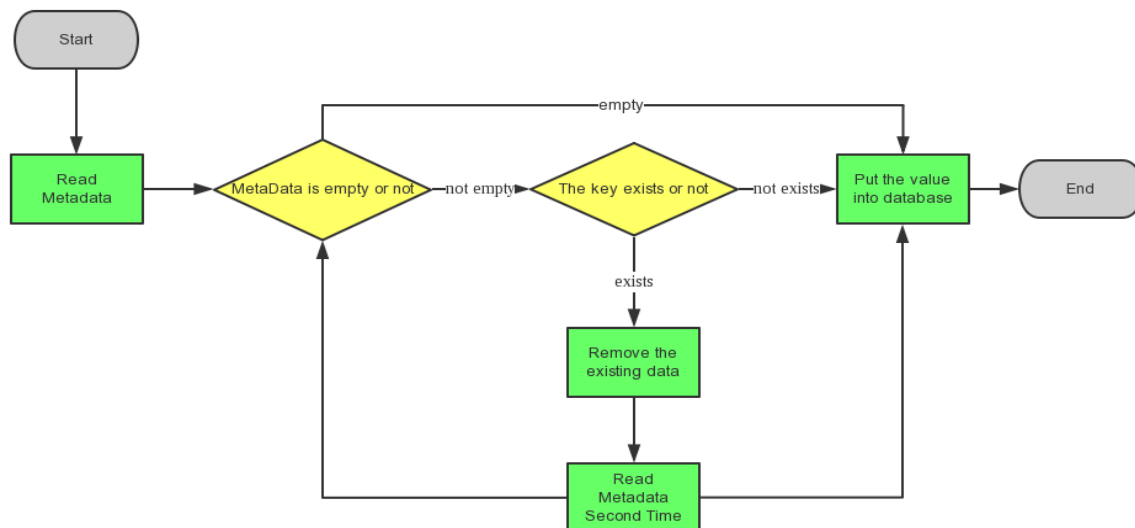 Start
empty
Read
Metadata
MetaData is empty or not
not empty
The key exists or not
not exists
Put the value
into database
End
exists
Remove the
existing data
Read
Metadata
Second Time